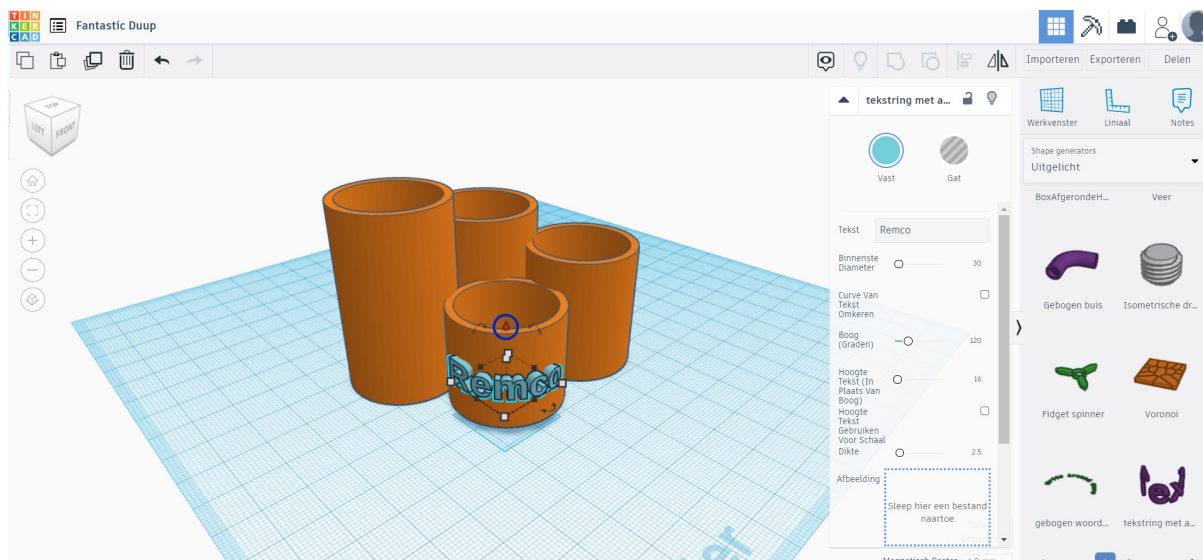 TIN
KER
CAD
Fantastic Duup
Importeren Exporteren Delen
TOP
LEFT FRONT
tekstring met a...
Vast Gat
Tekst Remco
Binnenste
Diameter 30
Curve Van
Tekst
Omkeren
Boog
(Graden) 120
Hoogte
Tekst (In
Plaats Van
Boog) 16
Hoogte
Tekst
Gebruiken
Voor Schaal
Dikte 2.5
Afbeelding
Sleep hier een bestand
naartoe
Remco
Werkvenster Liniaal Notes
Shape generators
Uitgelicht
BoxAfgerondeH... Veer
Gebogen buis Isometrische dr...
Fidget spinner Voronoi
gebogen woord... tekstring met a...